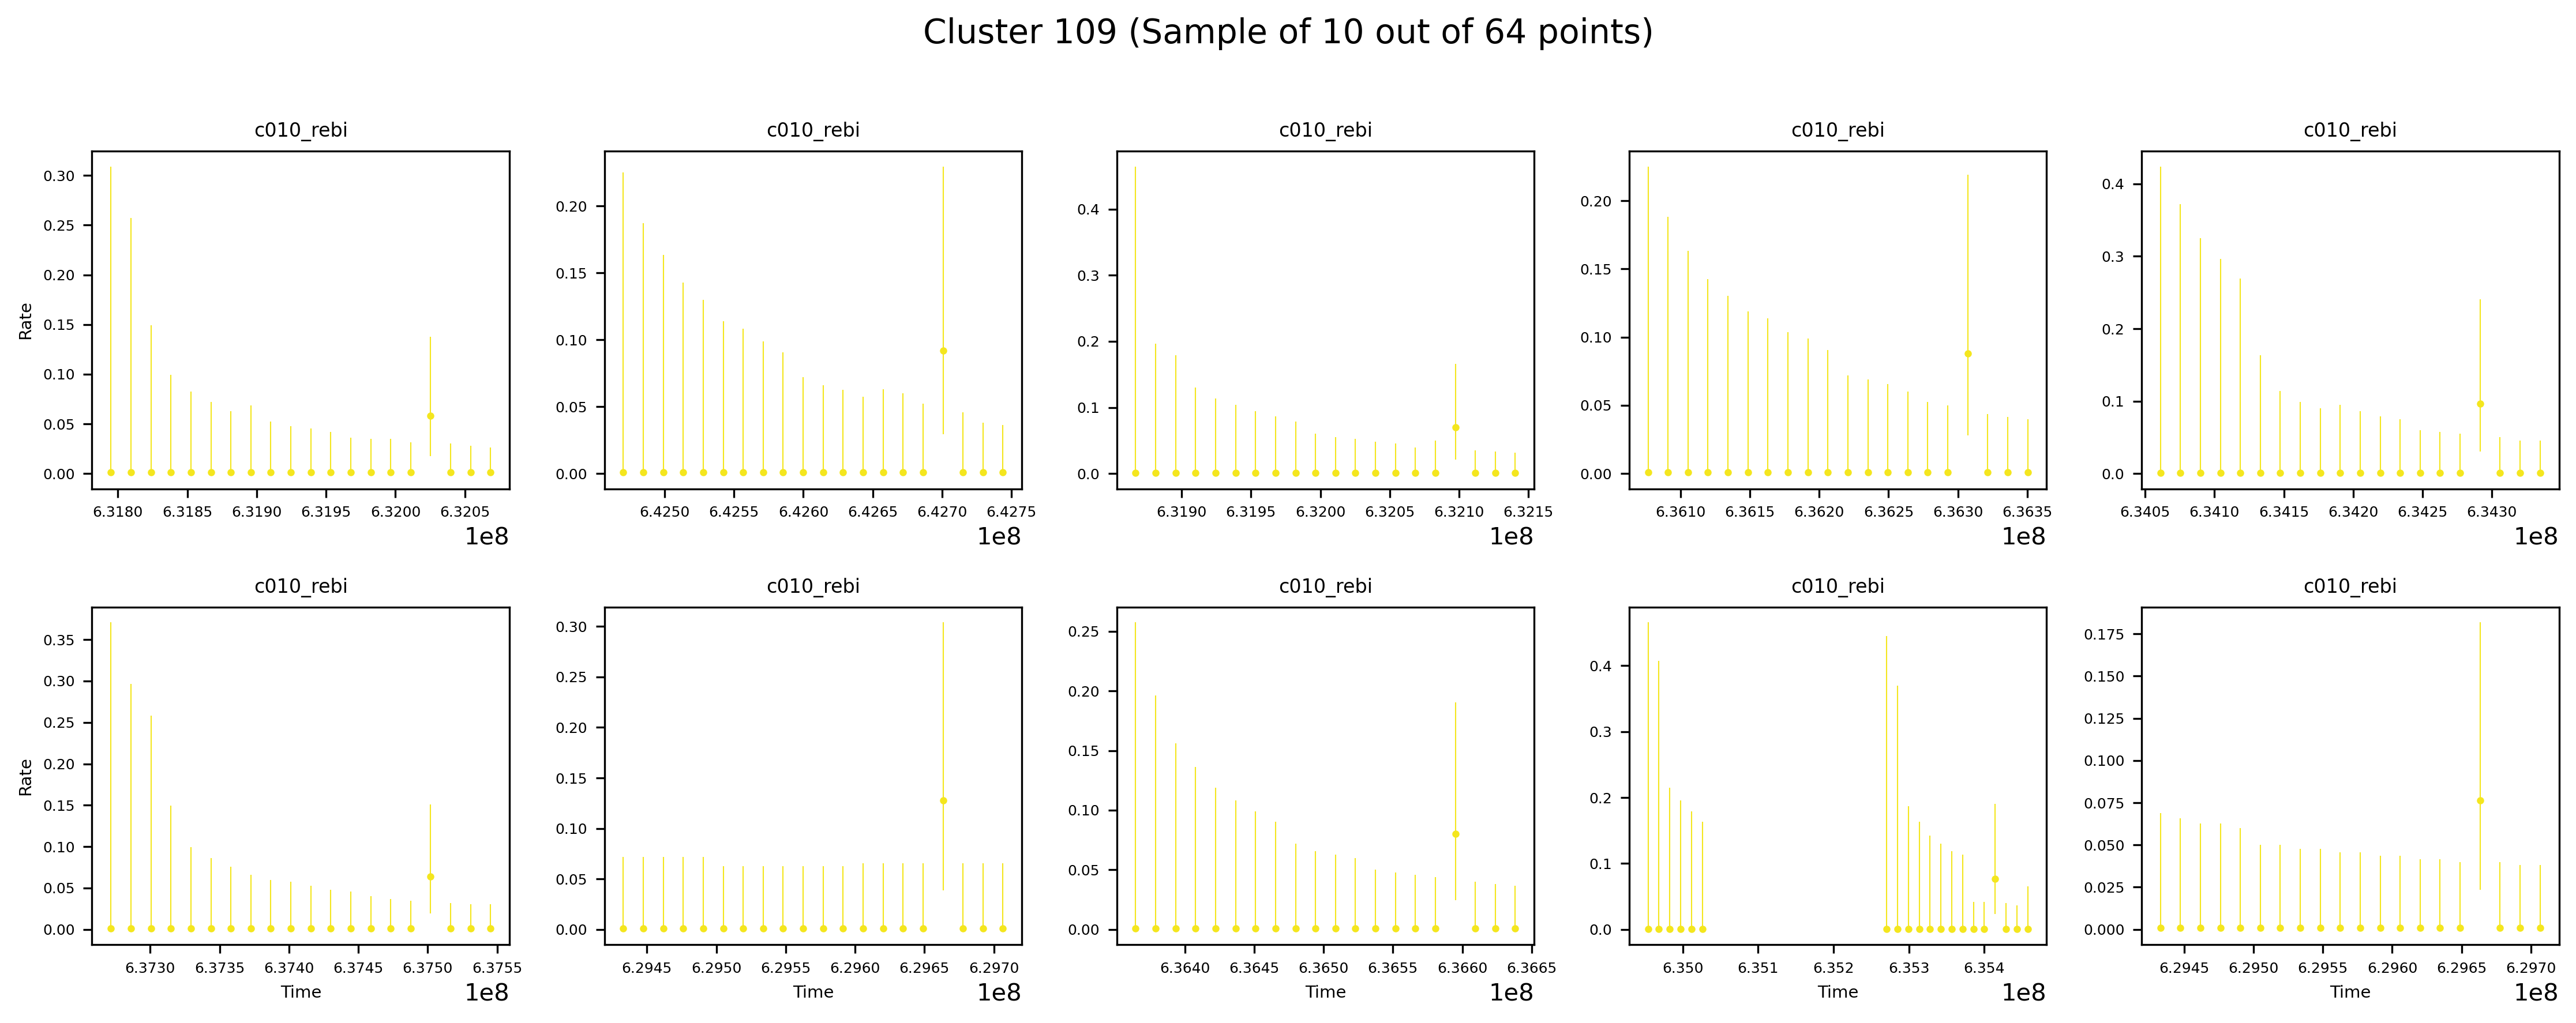 Cluster 109 (Sample of 10 out of 64 points)
c010_rebi c010_rebi c010_rebi c010_rebi c010_rebi
Rate
0.30
0.25
0.20
0.15
0.10
0.05
0.00
6.3180 6.3185 6.3190 6.3195 6.3200 6.3205
1e8
0.20
0.15
0.10
0.05
0.00
6.4250 6.4255 6.4260 6.4265 6.4270 6.4275
1e8
0.4
0.3
0.2
0.1
0.0
6.3190 6.3195 6.3200 6.3205 6.3210 6.3215
1e8
0.20
0.15
0.10
0.05
0.00
6.3610 6.3615 6.3620 6.3625 6.3630 6.3635
1e8
0.4
0.3
0.2
0.1
0.0
6.3405 6.3410 6.3415 6.3420 6.3425 6.3430
1e8
c010_rebi c010_rebi c010_rebi c010_rebi c010_rebi
Rate
0.35
0.30
0.25
0.20
0.15
0.10
0.05
0.00
6.3730 6.3735 6.3740 6.3745 6.3750 6.3755
Time 1e8
0.30
0.25
0.20
0.15
0.10
0.05
0.00
6.2945 6.2950 6.2955 6.2960 6.2965 6.2970
Time 1e8
0.25
0.20
0.15
0.10
0.05
0.00
6.3640 6.3645 6.3650 6.3655 6.3660 6.3665
Time 1e8
0.4
0.3
0.2
0.1
0.0
6.350 6.351 6.352 6.353 6.354
Time 1e8
0.175
0.150
0.125
0.100
0.075
0.050
0.025
0.000
6.2945 6.2950 6.2955 6.2960 6.2965 6.2970
Time 1e8